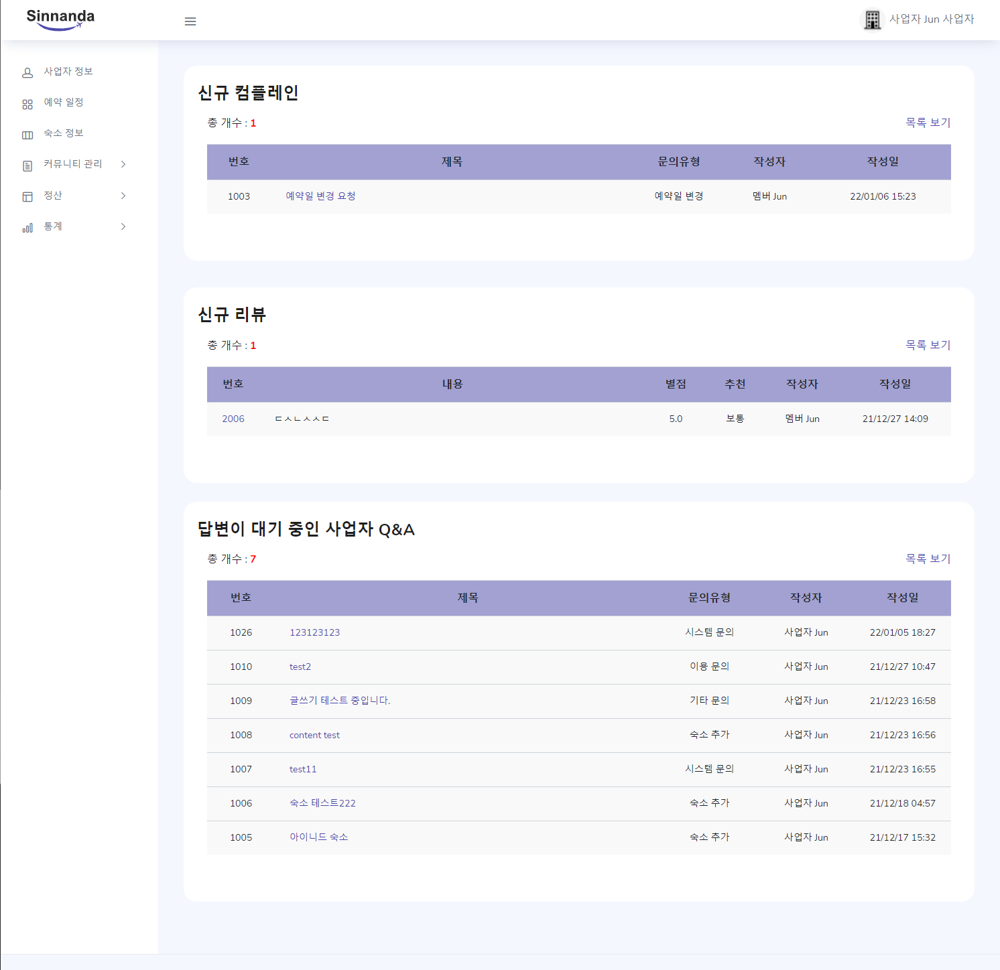 Sinnanda
사업자 Jun 사업자
사업자 정보
예약 일정
숙소 정보
커뮤니티 관리
정산
통계
신규 컴플레인
총 개수 : 1 목록 보기
번호 제목 문의유형 작성자 작성일
1003 예약일 변경 요청 예약일 변경 멤버 Jun 22/01/06 15:23
신규 리뷰
총 개수 : 1 목록 보기
번호 내용 별점 추천 작성자 작성일
2006 ㄷㅅㄴㅅㅅㄷ 5.0 보통 멤버 Jun 21/12/27 14:09
답변이 대기 중인 사업자 Q&A
총 개수 : 7 목록 보기
번호 제목 문의유형 작성자 작성일
1026 123123123 시스템 문의 사업자 Jun 22/01/05 18:27
1010 test2 이용 문의 사업자 Jun 21/12/27 10:47
1009 글쓰기 테스트 중입니다. 기타 문의 사업자 Jun 21/12/23 16:58
1008 content test 숙소 추가 사업자 Jun 21/12/23 16:56
1007 test11 시스템 문의 사업자 Jun 21/12/23 16:55
1006 숙소 테스트222 숙소 추가 사업자 Jun 21/12/18 04:57
1005 아이니드 숙소 숙소 추가 사업자 Jun 21/12/17 15:32